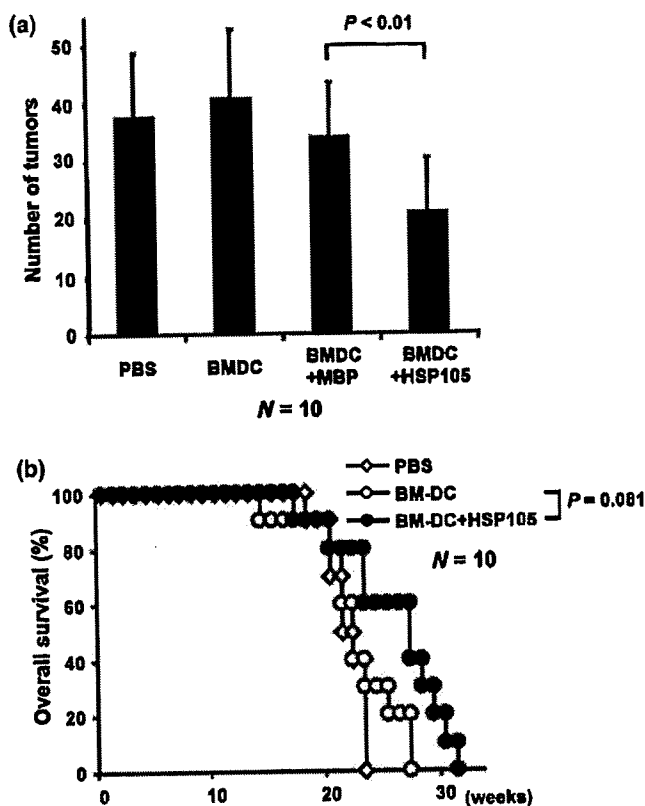 (a)
P < 0.01
50
40
30
20
10
0
Number of tumors
PBS
BMDC
BMDC
+MBP
BMDC
+HSP105
N = 10
(b)
PBS
BM-DC
BM-DC+HSP105
P = 0.081
N = 10
100
80
60
40
20
0
Overall survival (%)
0
10
20
30
(weeks)